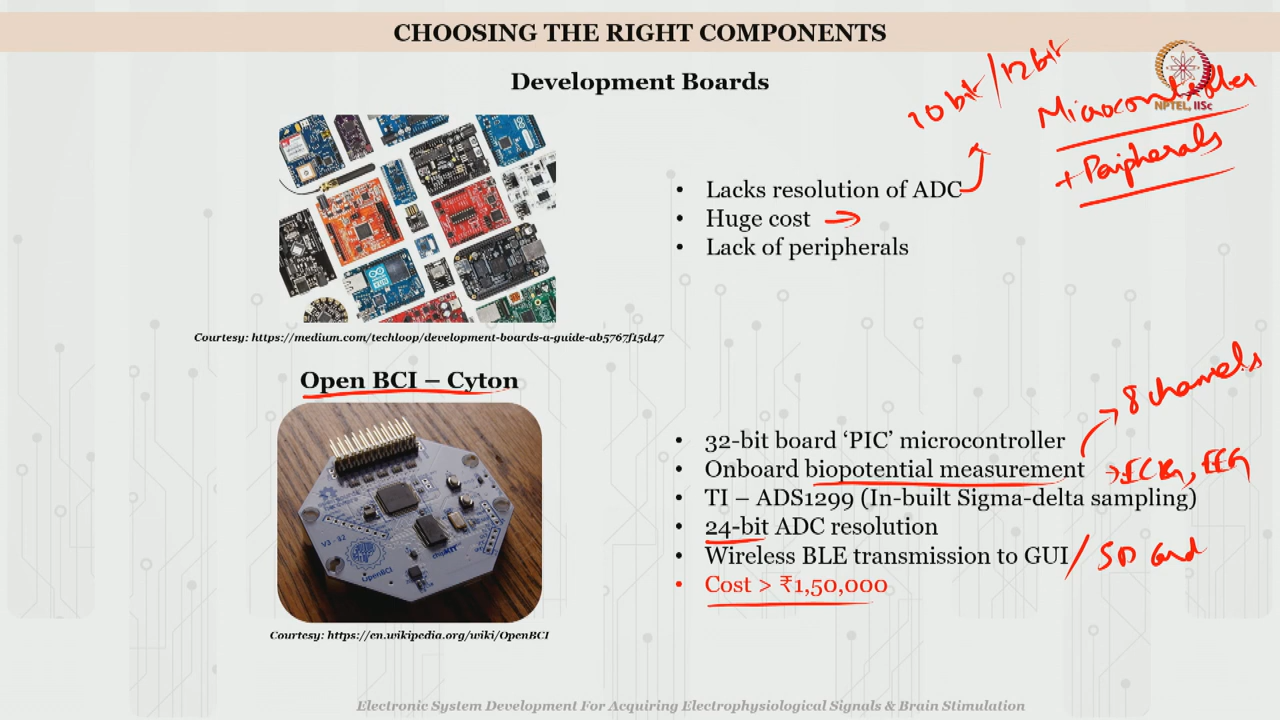 CHOOSING THE RIGHT COMPONENTS
NPTEL, IISc
Development Boards
10 bit / 12 bit
Microcontroller
+ Peripherals
• Lacks resolution of ADC
• Huge cost
• Lack of peripherals
Courtesy: https://medium.com/techloop/development-boards-a-guide-ab5767f15d47
Open BCI – Cyton
8 channels
• 32-bit board ‘PIC’ microcontroller
• Onboard biopotential measurement → ECG, EEG
• TI – ADS1299 (In-built Sigma-delta sampling)
• 24-bit ADC resolution
• Wireless BLE transmission to GUI / SD card
• Cost > ₹1,50,000
V3-32
OpenBCI
chipKIT
Courtesy: https://en.wikipedia.org/wiki/OpenBCI
Electronic System Development For Acquiring Electrophysiological Signals & Brain Stimulation